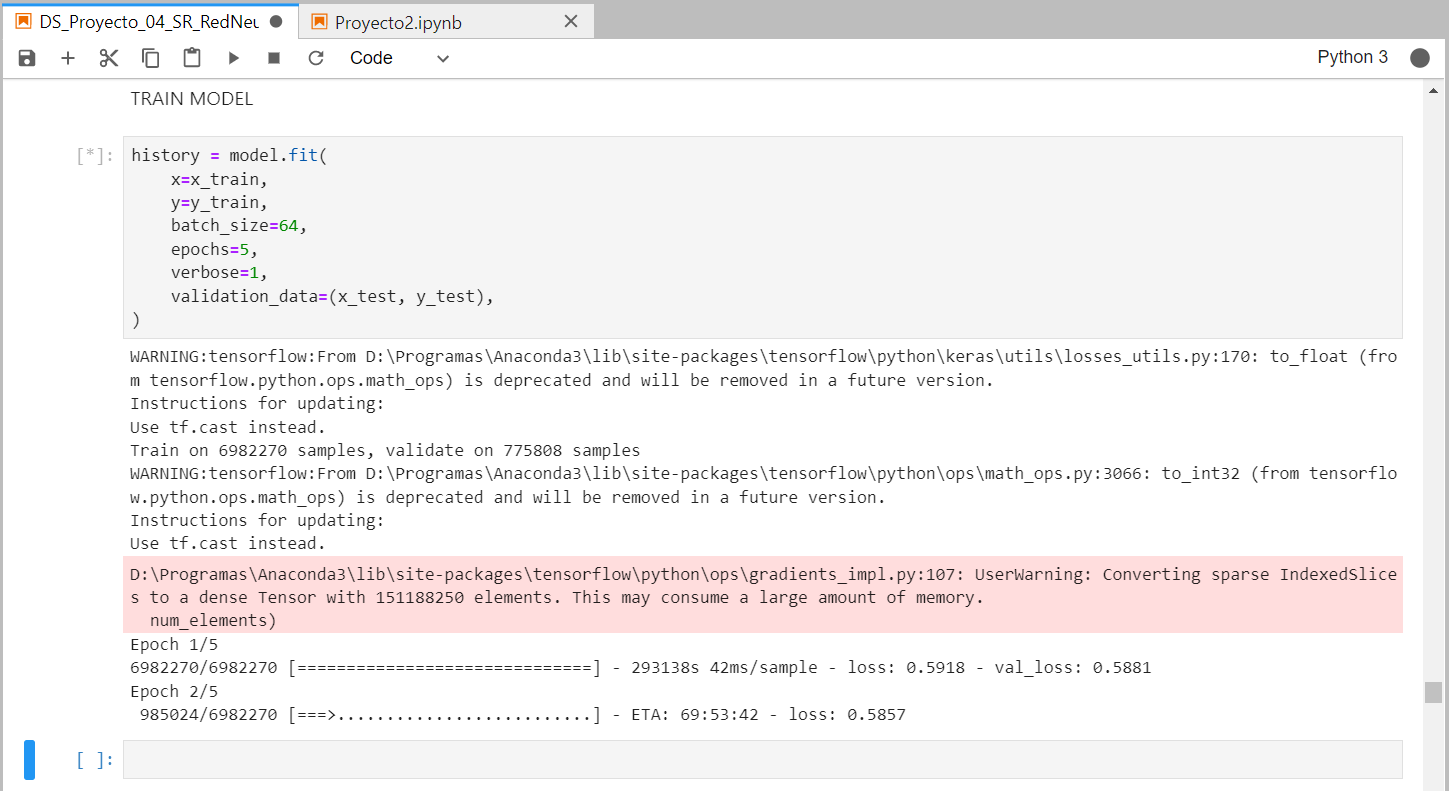 DS_Proyecto_04_SR_RedNeu
Proyecto2.ipynb
Code
Python 3
TRAIN MODEL
[*]:
history = model.fit(
    x=x_train,
    y=y_train,
    batch_size=64,
    epochs=5,
    verbose=1,
    validation_data=(x_test, y_test),
)
WARNING:tensorflow:From D:\Programas\Anaconda3\lib\site-packages\tensorflow\python\keras\utils\losses_utils.py:170: to_float (fro
m tensorflow.python.ops.math_ops) is deprecated and will be removed in a future version.
Instructions for updating:
Use tf.cast instead.
Train on 6982270 samples, validate on 775808 samples
WARNING:tensorflow:From D:\Programas\Anaconda3\lib\site-packages\tensorflow\python\ops\math_ops.py:3066: to_int32 (from tensorflo
w.python.ops.math_ops) is deprecated and will be removed in a future version.
Instructions for updating:
Use tf.cast instead.
D:\Programas\Anaconda3\lib\site-packages\tensorflow\python\ops\gradients_impl.py:107: UserWarning: Converting sparse IndexedSlice
s to a dense Tensor with 151188250 elements. This may consume a large amount of memory.
  num_elements)
Epoch 1/5
6982270/6982270 [==============================] - 293138s 42ms/sample - loss: 0.5918 - val_loss: 0.5881
Epoch 2/5
 985024/6982270 [===>..........................] - ETA: 69:53:42 - loss: 0.5857
[ ]: